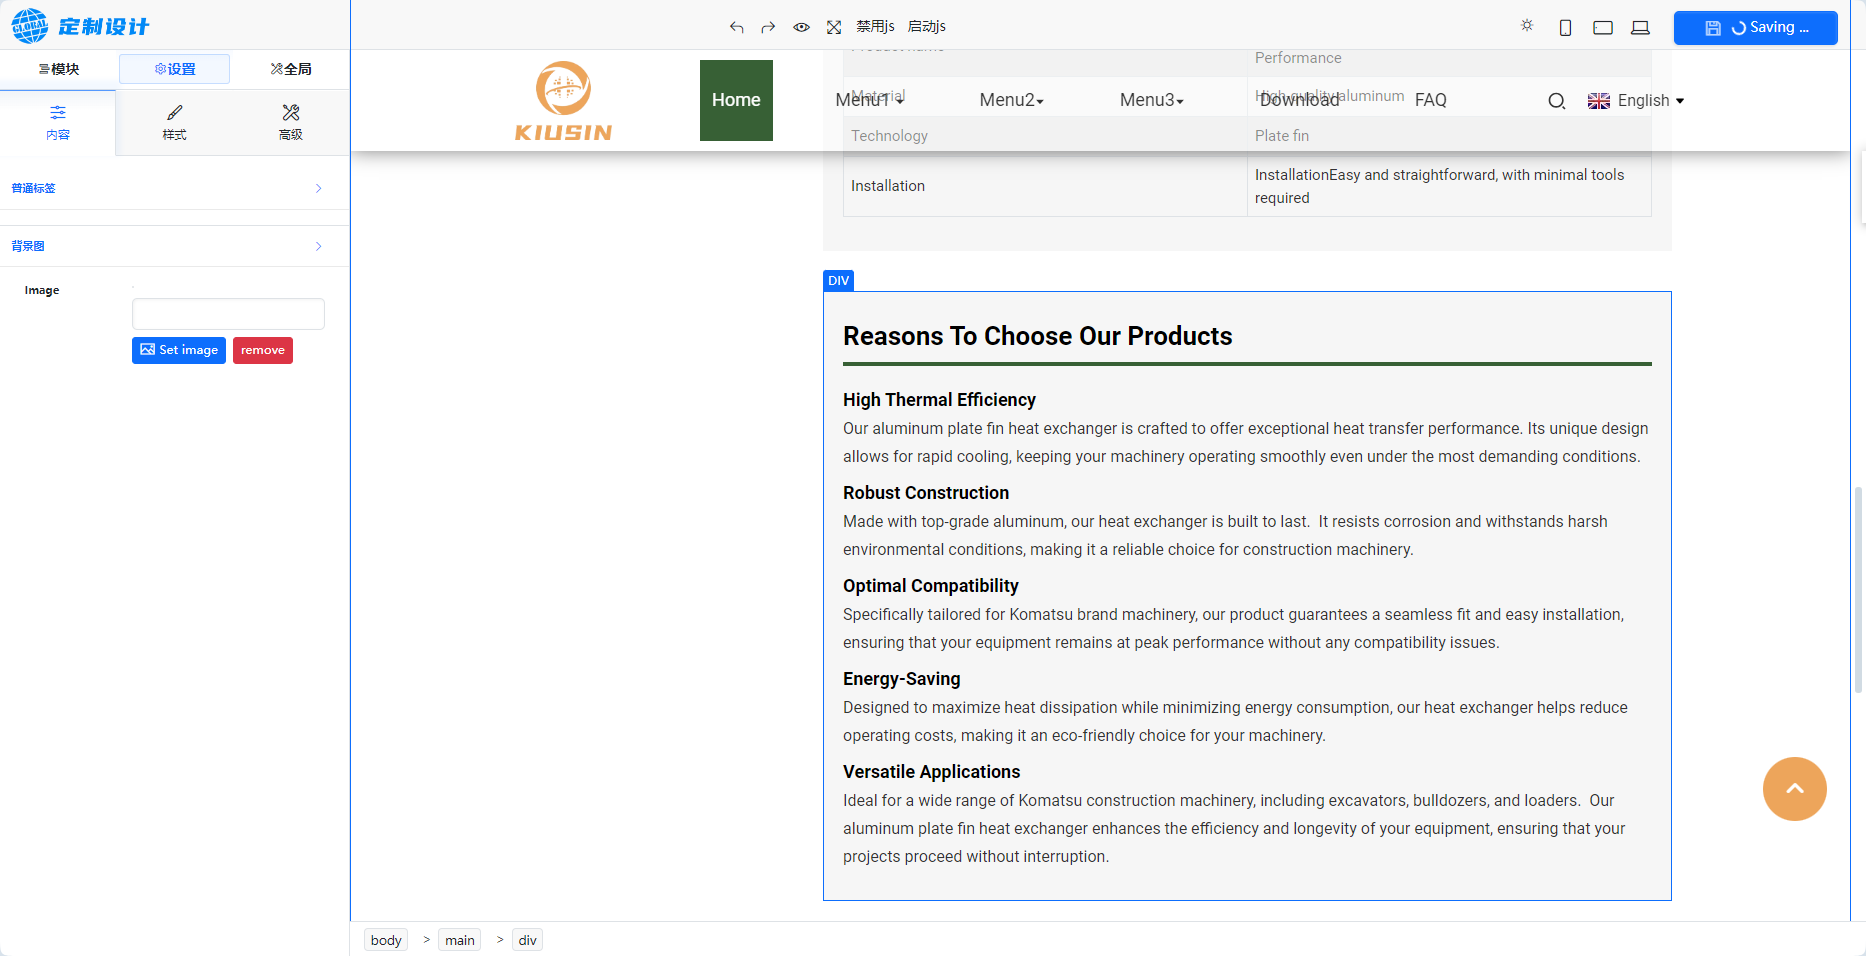 GLOBAL 定制设计
禁用js 启动js
Saving ...
模块 设置 全局
内容 样式 高级
普通标签
背景图
Image
Set image remove
Product name
Performance
KIUSIN
Home Menu1 Menu2 Menu3 Download FAQ English
Material High-quality aluminum
Technology Plate fin
Installation InstallationEasy and straightforward, with minimal tools
required
DIV
Reasons To Choose Our Products
High Thermal Efficiency
Our aluminum plate fin heat exchanger is crafted to offer exceptional heat transfer performance. Its unique design
allows for rapid cooling, keeping your machinery operating smoothly even under the most demanding conditions.
Robust Construction
Made with top-grade aluminum, our heat exchanger is built to last.  It resists corrosion and withstands harsh
environmental conditions, making it a reliable choice for construction machinery.
Optimal Compatibility
Specifically tailored for Komatsu brand machinery, our product guarantees a seamless fit and easy installation,
ensuring that your equipment remains at peak performance without any compatibility issues.
Energy-Saving
Designed to maximize heat dissipation while minimizing energy consumption, our heat exchanger helps reduce
operating costs, making it an eco-friendly choice for your machinery.
Versatile Applications
Ideal for a wide range of Komatsu construction machinery, including excavators, bulldozers, and loaders.  Our
aluminum plate fin heat exchanger enhances the efficiency and longevity of your equipment, ensuring that your
projects proceed without interruption.
body > main > div